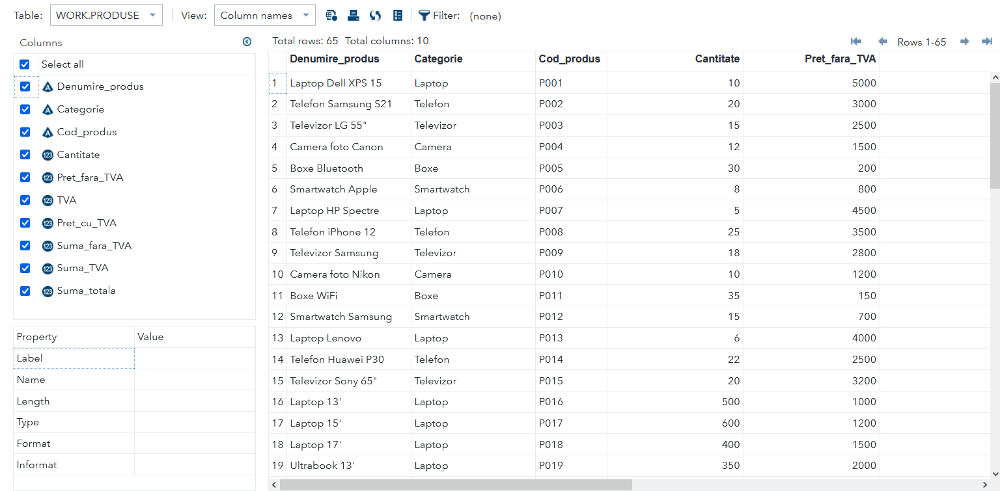 Table: WORK.PRODUSE View: Column names Filter: (none)
Columns
Select all
Denumire_produs
Categorie
Cod_produs
Cantitate
Pret_fara_TVA
TVA
Pret_cu_TVA
Suma_fara_TVA
Suma_TVA
Suma_totala
Property Value
Label
Name
Length
Type
Format
Informat
Total rows: 65 Total columns: 10 Rows 1-65
Denumire_produs Categorie Cod_produs Cantitate Pret_fara_TVA
1 Laptop Dell XPS 15 Laptop P001 10 5000
2 Telefon Samsung S21 Telefon P002 20 3000
3 Televizor LG 55" Televizor P003 15 2500
4 Camera foto Canon Camera P004 12 1500
5 Boxe Bluetooth Boxe P005 30 200
6 Smartwatch Apple Smartwatch P006 8 800
7 Laptop HP Spectre Laptop P007 5 4500
8 Telefon iPhone 12 Telefon P008 25 3500
9 Televizor Samsung Televizor P009 18 2800
10 Camera foto Nikon Camera P010 10 1200
11 Boxe WiFi Boxe P011 35 150
12 Smartwatch Samsung Smartwatch P012 15 700
13 Laptop Lenovo Laptop P013 6 4000
14 Telefon Huawei P30 Telefon P014 22 2500
15 Televizor Sony 65" Televizor P015 20 3200
16 Laptop 13' Laptop P016 500 1000
17 Laptop 15' Laptop P017 600 1200
18 Laptop 17' Laptop P018 400 1500
19 Ultrabook 13' Laptop P019 350 2000